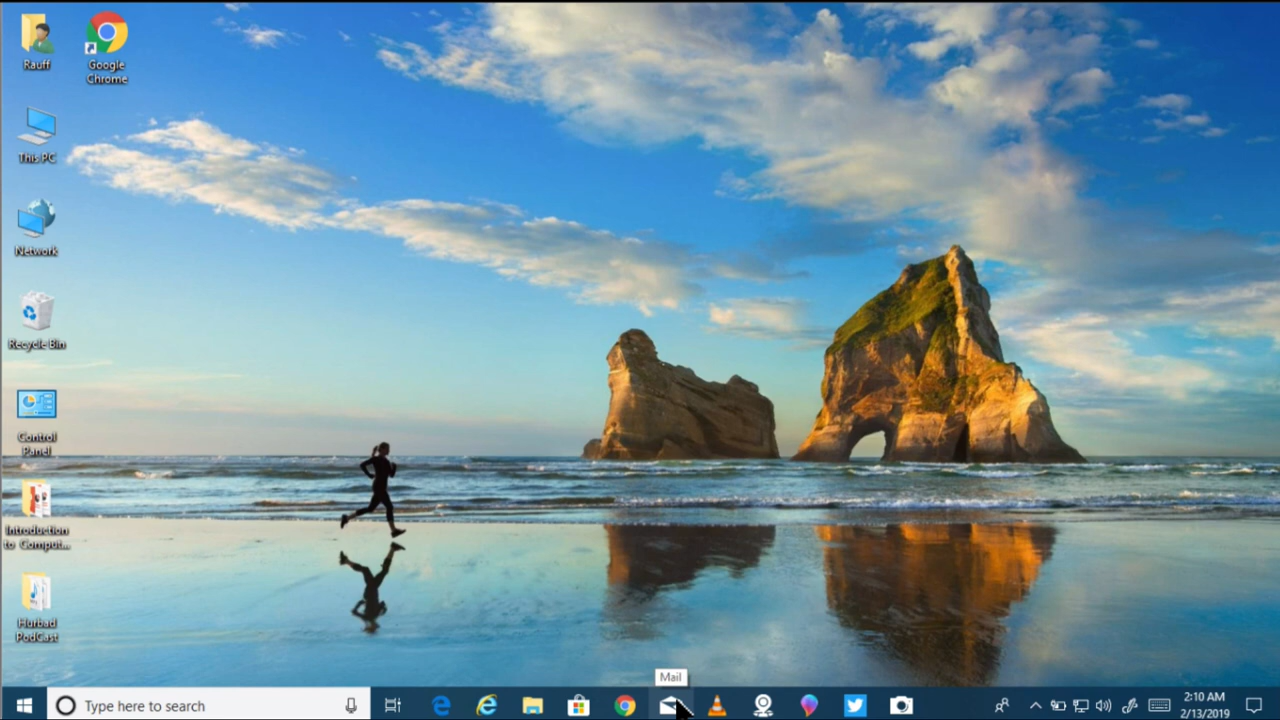 Rauff
Google
Chrome
This PC
Network
Recycle Bin
Control
Panel
Introduction
to Comput...
Hurbad
PodCast
Mail
Type here to search
2:10 AM
2/13/2019